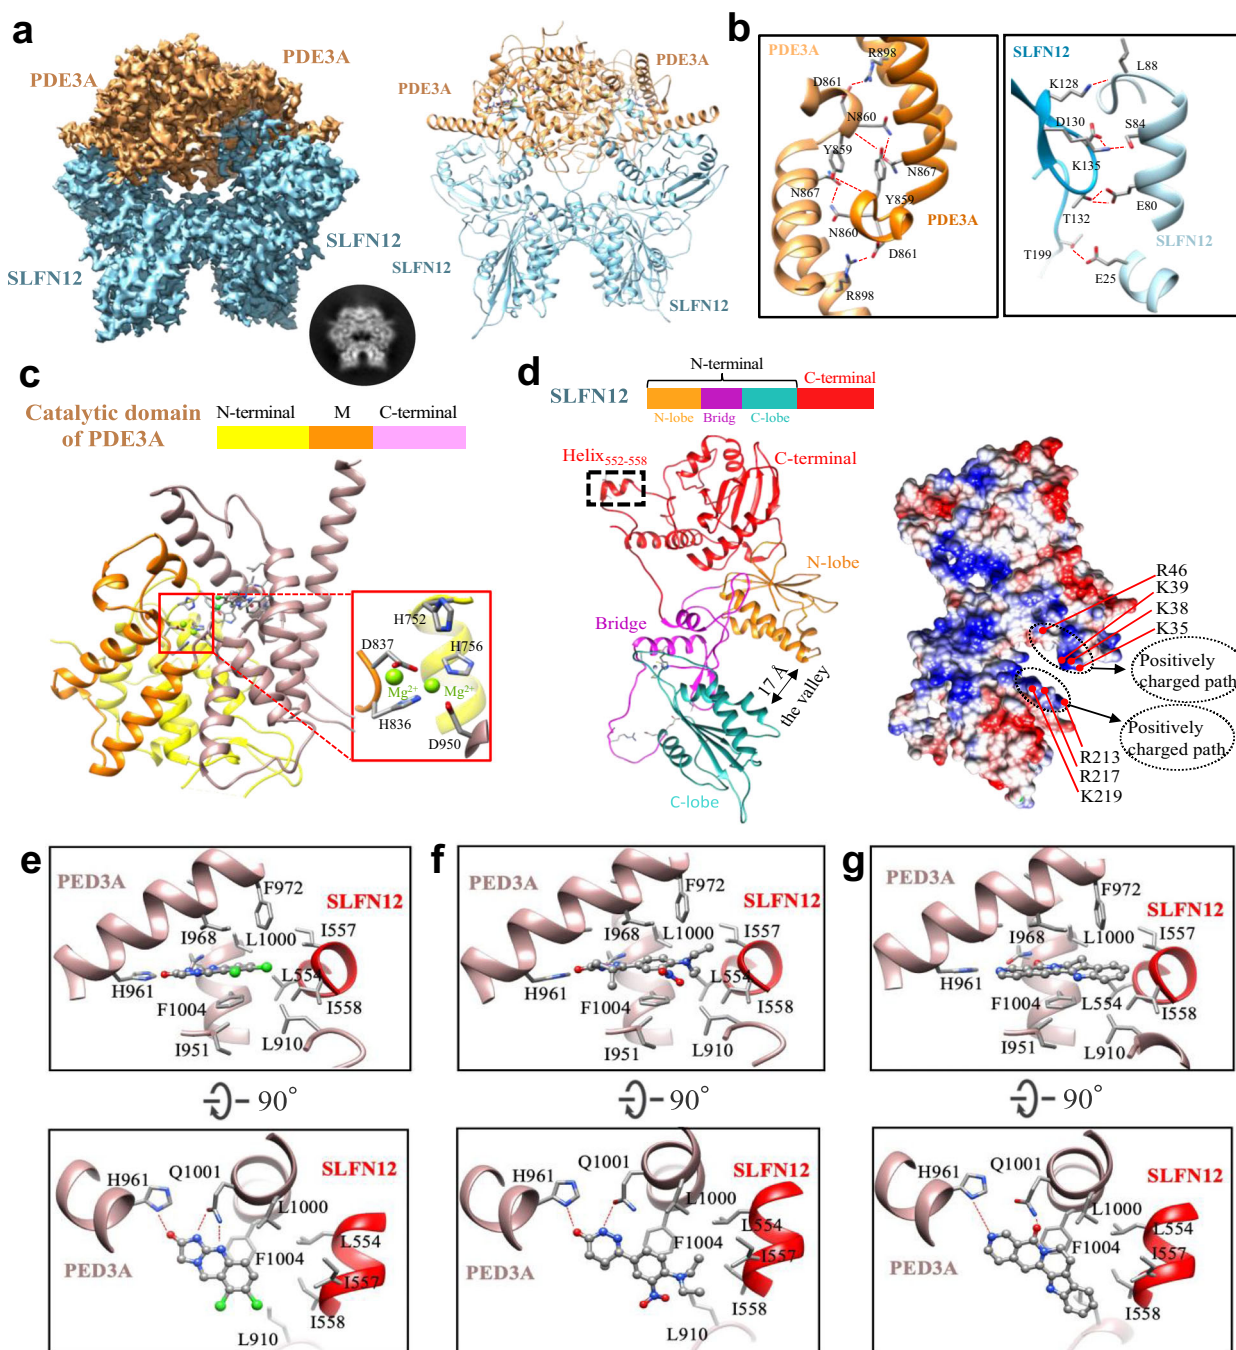 a
PDE3A
PDE3A
SLFN12
SLFN12
PDE3A
PDE3A
SLFN12
SLFN12
b
PDE3A
R898
D861
N860
Y859
N867
N867
Y859
PDE3A
N860
D861
R898
SLFN12
L88
K128
D130
S84
K135
E80
T132
SLFN12
T199
E25
c
Catalytic domain
of PDE3A
N-terminal
M
C-terminal
H752
D837
H756
Mg2+
Mg2+
H836
D950
d
SLFN12
N-terminal
C-terminal
N-lobe
Bridg
C-lobe
Helix552-558
C-terminal
N-lobe
Bridge
17 Å
the valley
C-lobe
R46
K39
K38
K35
Positively
charged path
Positively
charged path
R213
R217
K219
e
PED3A
F972
SLFN12
I968
L1000
I557
H961
L554
F1004
I558
I951
L910
90°
H961
Q1001
SLFN12
L1000
L554
F1004
PED3A
I557
I558
L910
f
PED3A
F972
SLFN12
I968
L1000
I557
H961
L554
F1004
I558
I951
L910
90°
H961
Q1001
SLFN12
L1000
L554
F1004
I557
PED3A
I558
L910
g
PED3A
F972
SLFN12
I968
L1000
I557
H961
F1004
L554
I558
I951
L910
90°
H961
Q1001
SLFN12
L1000
L554
F1004
I557
PED3A
I558